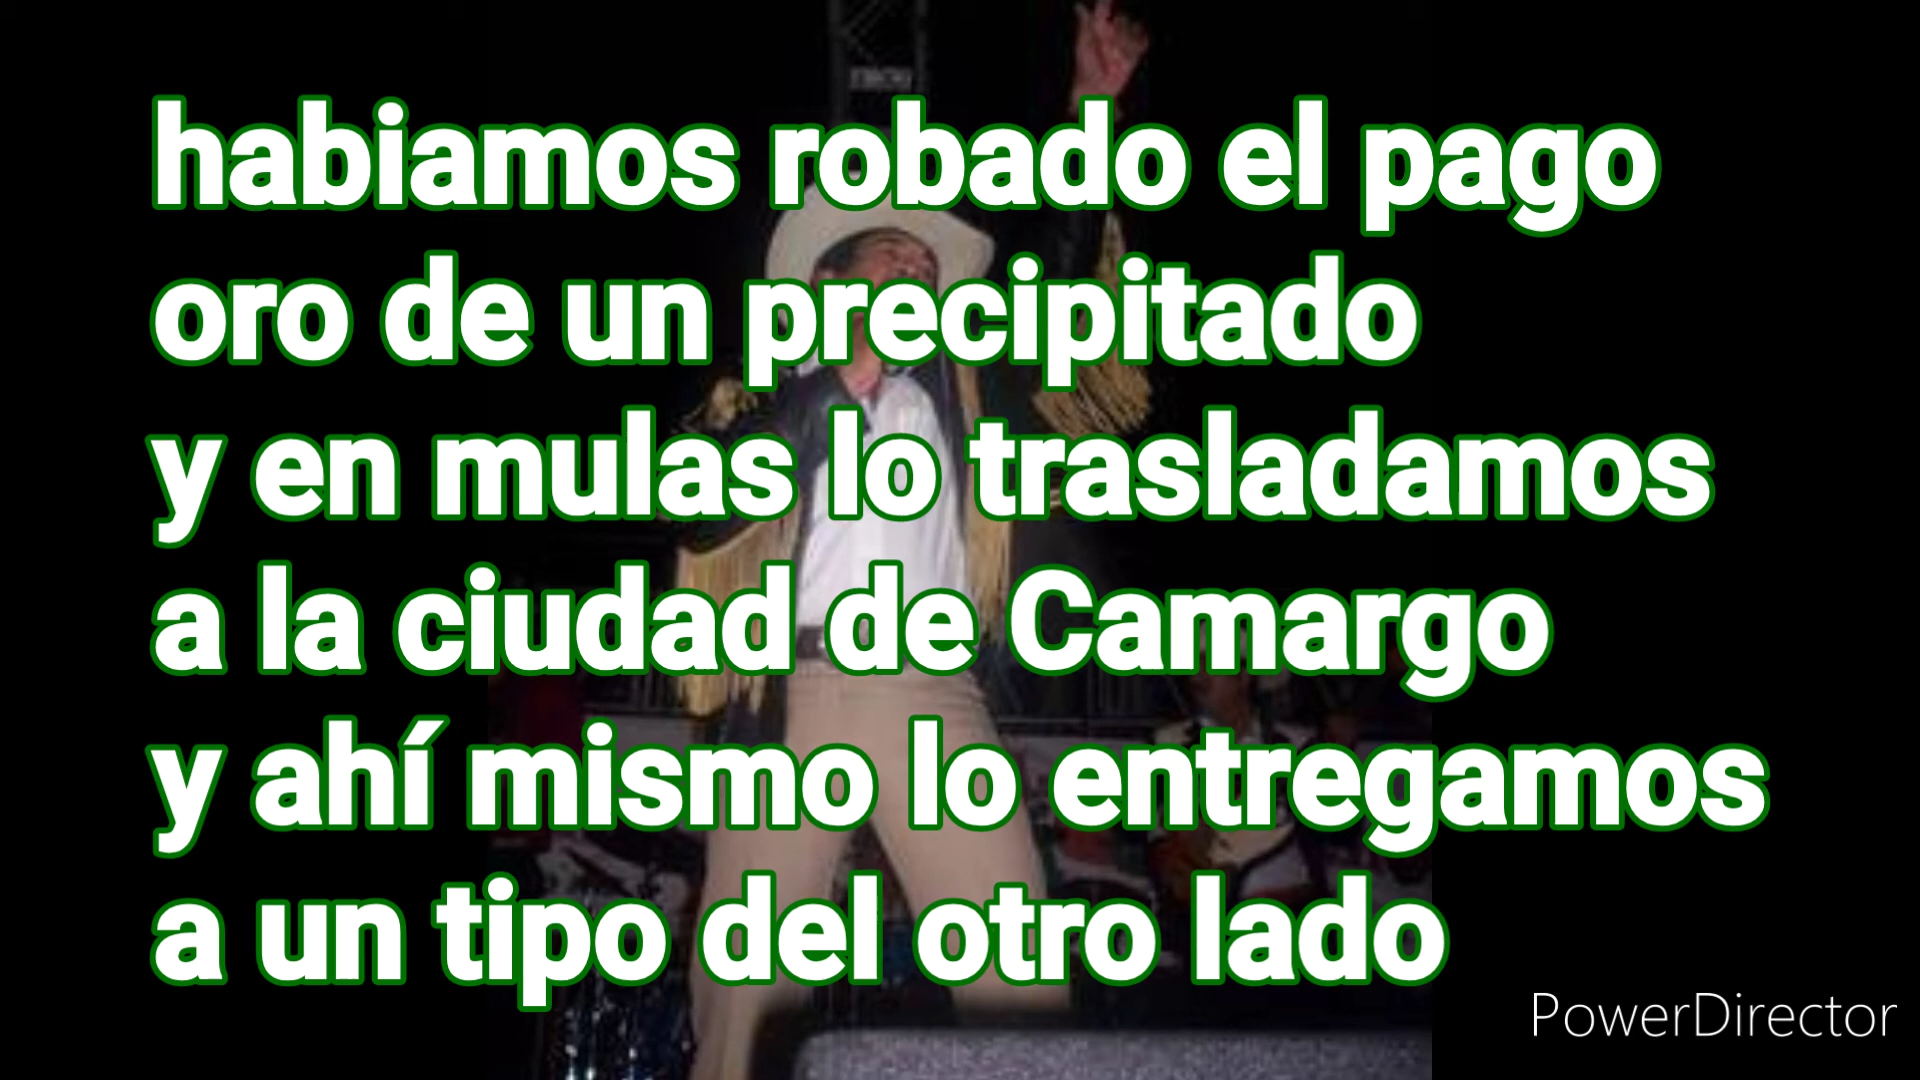 habiamos robado el pago
oro de un precipitado
y en mulas lo trasladamos
a la ciudad de Camargo
y ahí mismo lo entregamos
a un tipo del otro lado
PowerDirector